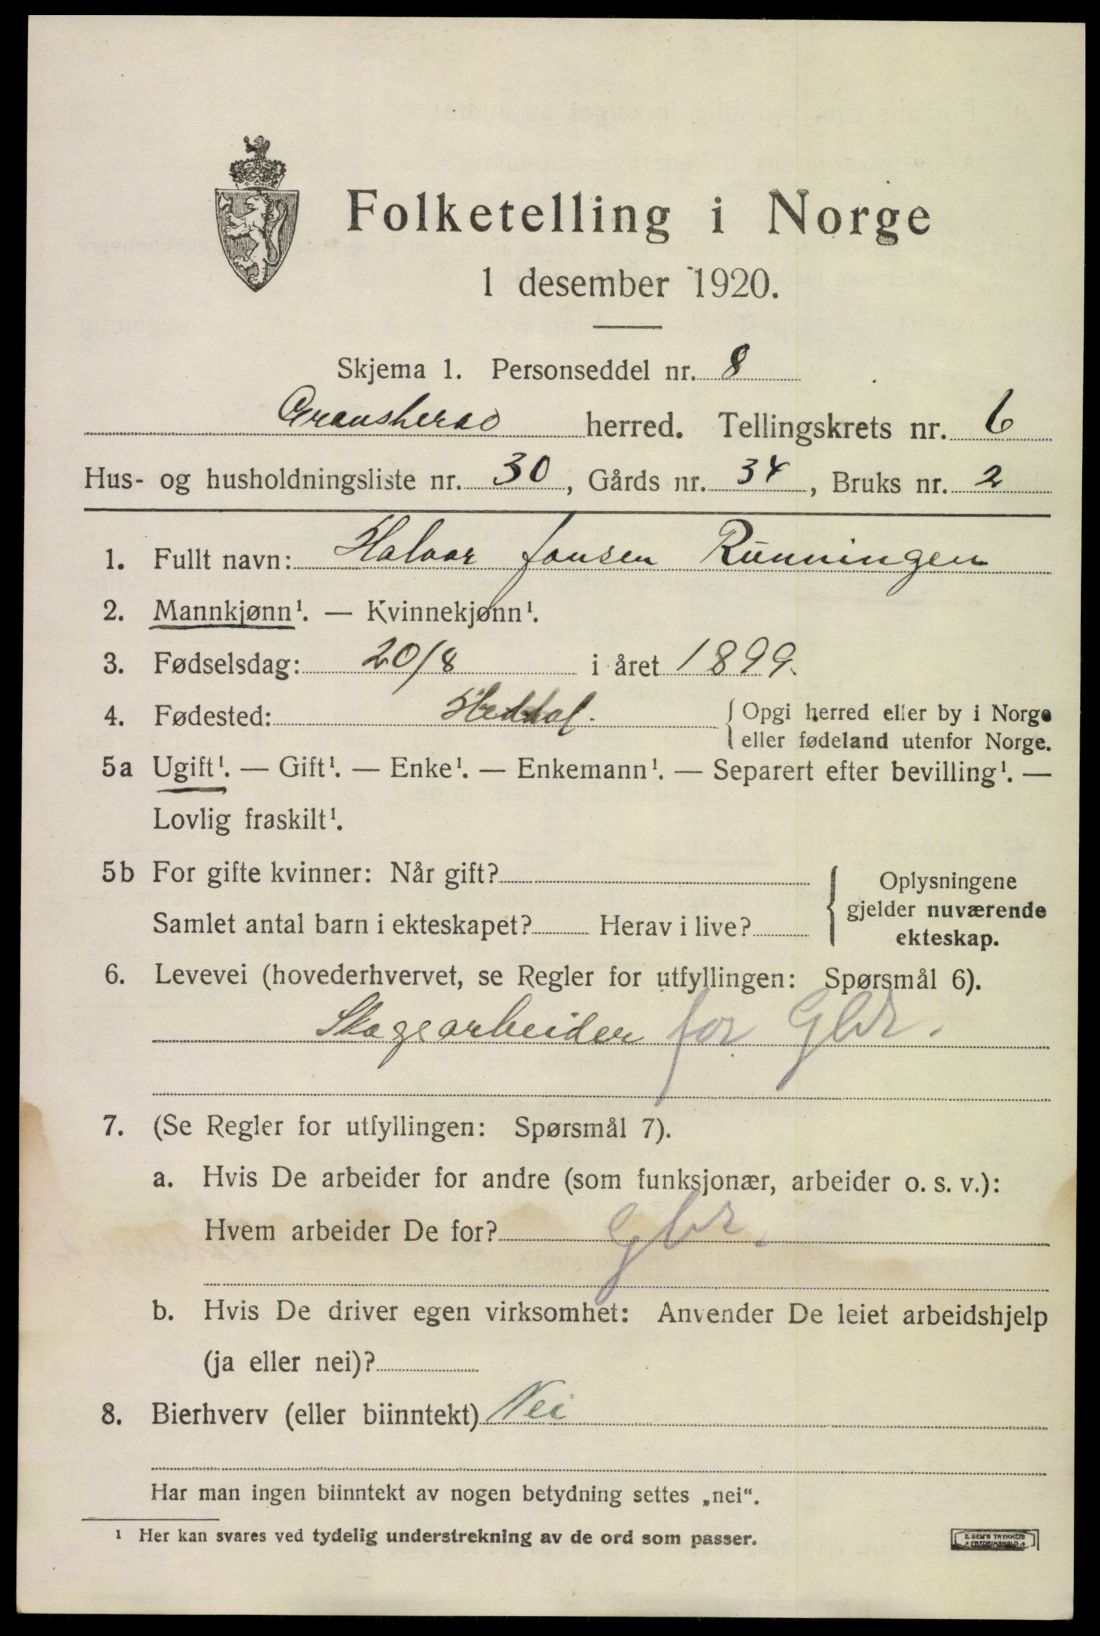 Folketelling i Norge
1 desember 1920.
Skjema 1. Personseddel nr. 8
Gransherad herred. Tellingskrets nr. 6
Hus- og husholdningsliste nr. 30, Gårds nr. 34, Bruks nr. 2
1. Fullt navn: Halvor Jonsen Rünningen
2. Mannkjønn¹. — Kvinnekjønn¹.
3. Fødselsdag: 20/8 i året 1899.
4. Fødested: Heddal. { Opgi herred eller by i Norge
eller fødeland utenfor Norge.
5a Ugift¹. — Gift¹. — Enke¹. — Enkemann¹. — Separert efter bevilling¹. —
Lovlig fraskilt¹.
5b For gifte kvinner: Når gift?
Samlet antal barn i ekteskapet? Herav i live?
{ Oplysningene
gjelder nuværende
ekteskap.
6. Levevei (hovederhvervet, se Regler for utfyllingen: Spørsmål 6).
Skogsarbeider for Gbr.
7. (Se Regler for utfyllingen: Spørsmål 7).
a. Hvis De arbeider for andre (som funksjonær, arbeider o. s. v.):
Hvem arbeider De for? Gbr.
b. Hvis De driver egen virksomhet: Anvender De leiet arbeidshjelp
(ja eller nei)?
8. Bierhverv (eller biinntekt) Nei
Har man ingen biinntekt av nogen betydning settes „nei“.
¹ Her kan svares ved tydelig understrekning av de ord som passer.